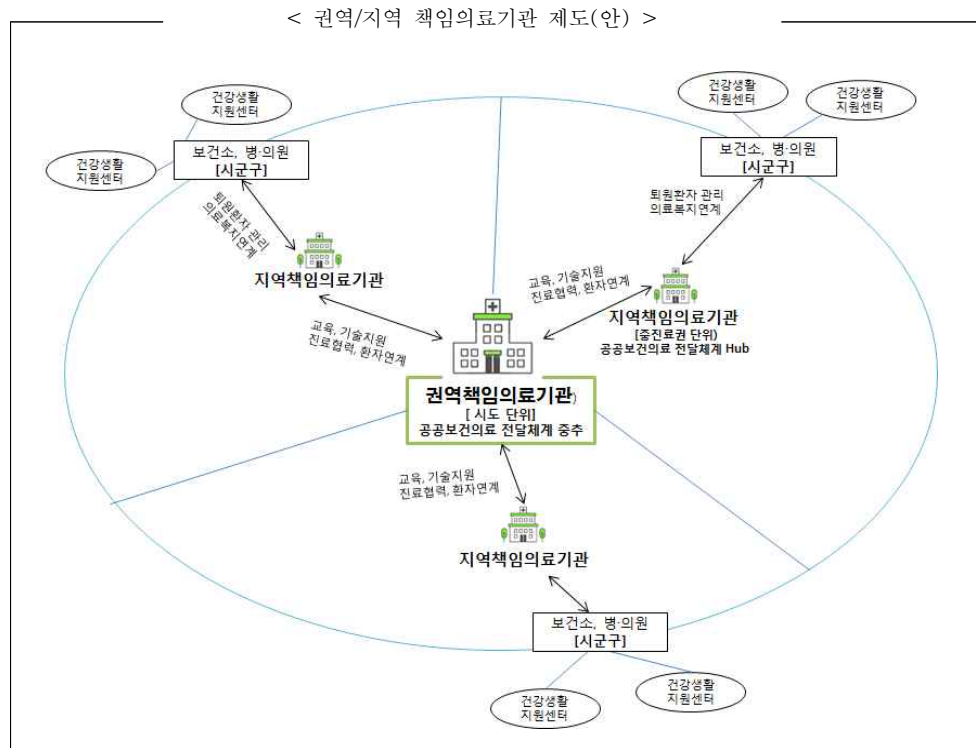 < 권역/지역 책임의료기관 제도(안) >
건강생활
지원센터
건강생활
지원센터
보건소, 병·의원
[시군구]
퇴원환자 관리
의료복지연계
지역책임의료기관
교육, 기술지원
진료협력, 환자연계
건강생활
지원센터
건강생활
지원센터
보건소, 병·의원
[시군구]
퇴원환자 관리
의료복지연계
교육, 기술지원
진료협력, 환자연계
지역책임의료기관
[중진료권 단위]
공공보건의료 전달체계 Hub
권역책임의료기관)
[ 시도 단위]
공공보건의료 전달체계 중추
교육, 기술지원
진료협력, 환자연계
지역책임의료기관
보건소, 병·의원
[시군구]
건강생활
지원센터
건강생활
지원센터